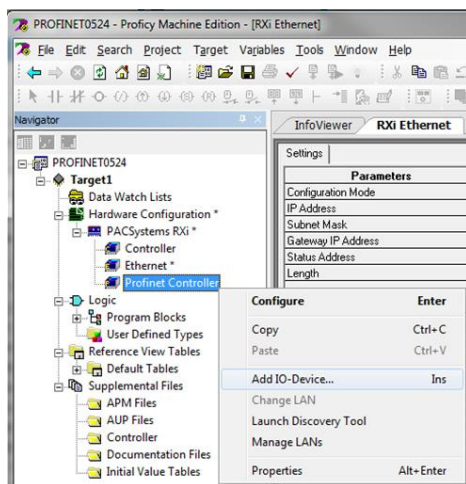 PROFINET0524 - Proficy Machine Edition - [RXi Ethernet]
File Edit Search Project Target Variables Tools Window Help
Navigator
PROFINET0524
Target1
Data Watch Lists
Hardware Configuration *
PACSystems RXi *
Controller
Ethernet *
Profinet Controller
Logic
Program Blocks
User Defined Types
Reference View Tables
Default Tables
Supplemental Files
APM Files
AUP Files
Controller
Documentation Files
Initial Value Tables
InfoViewer RXi Ethernet
Settings
Parameters
Configuration Mode
IP Address
Subnet Mask
Gateway IP Address
Status Address
Length
Configure Enter
Copy Ctrl+C
Paste Ctrl+V
Add IO-Device... Ins
Change LAN
Launch Discovery Tool
Manage LANs
Properties Alt+Enter